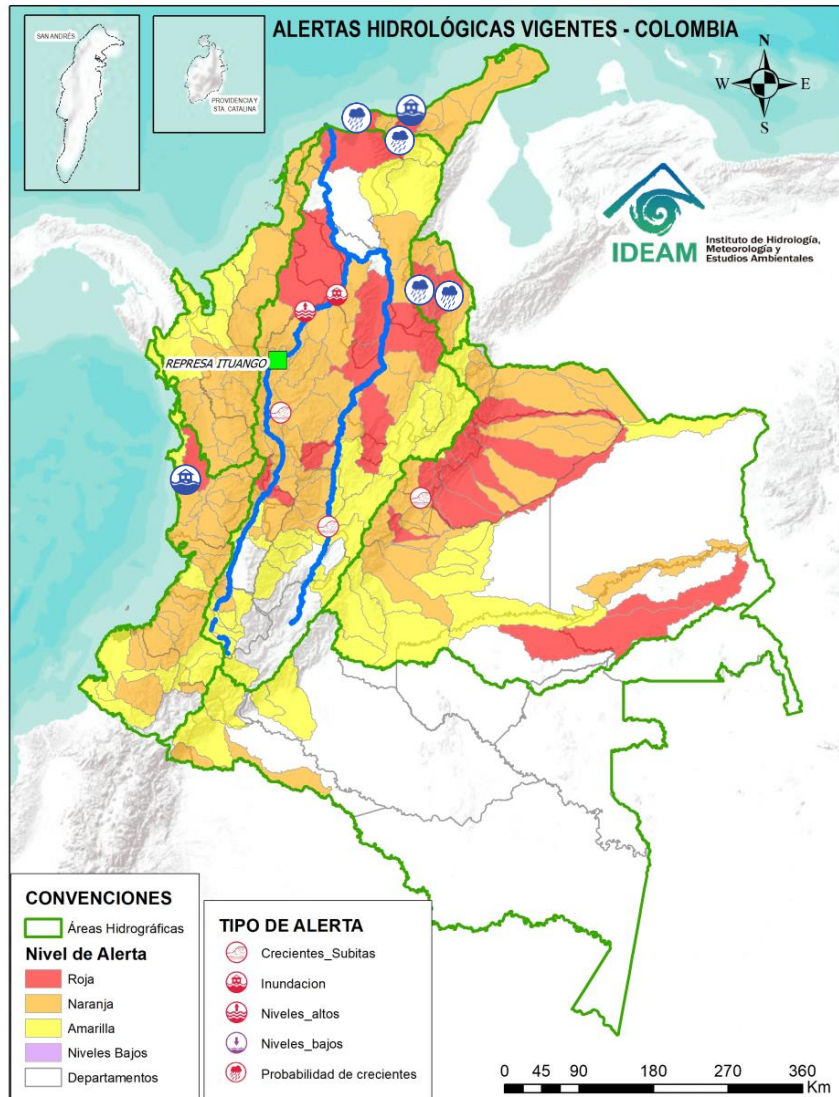 ALERTAS HIDROLÓGICAS VIGENTES - COLOMBIA
SAN ANDRÉS
PROVIDENCIA Y
STA. CATALINA
N
W
E
S
IDEAM
Instituto de Hidrología,
Meteorología y
Estudios Ambientales
REPRESA ITUANGO
CONVENCIONES
Áreas Hidrográficas
Nivel de Alerta
Roja
Naranja
Amarilla
Niveles Bajos
Departamentos
TIPO DE ALERTA
Crecientes_Subitas
Inundacion
Niveles_altos
Niveles_bajos
Probabilidad de crecientes
0 45 90 180 270 360
Km